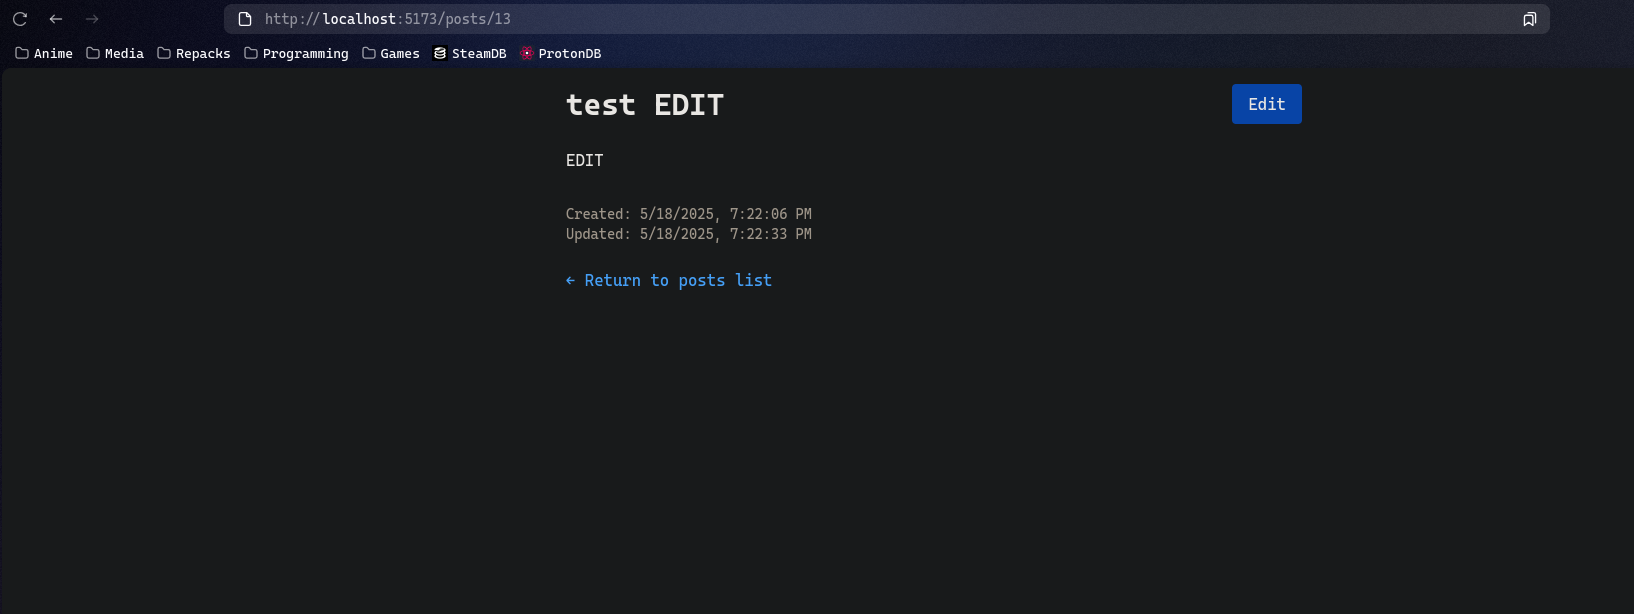 http://localhost:5173/posts/13
Anime Media Repacks Programming Games SteamDB ProtonDB
test EDIT Edit
EDIT
Created: 5/18/2025, 7:22:06 PM
Updated: 5/18/2025, 7:22:33 PM
← Return to posts list